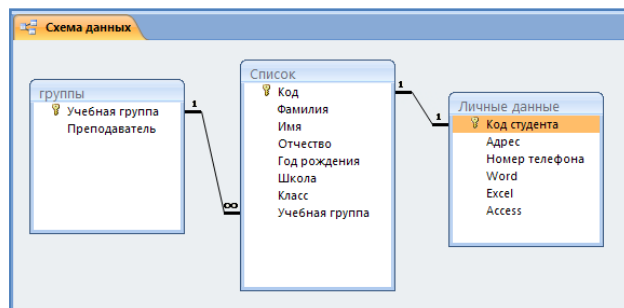 Схема данных
группы
Учебная группа
Преподаватель
1
∞
Список
Код
Фамилия
Имя
Отчество
Год рождения
Школа
Класс
Учебная группа
1
1
Личные данные
Код студента
Адрес
Номер телефона
Word
Excel
Access